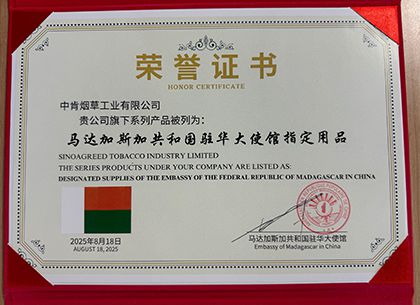 荣誉证书
HONOR CERTIFICATE
中肯烟草工业有限公司
贵公司旗下系列产品被列为：
马达加斯加共和国驻华大使馆指定用品
SINOAGREED TOBACCO INDUSTRY LIMITED
THE SERIES PRODUCTS UNDER YOUR COMPANY ARE LISTED AS:
DESIGNATED SUPPLIES OF THE EMBASSY OF THE FEDERAL REPUBLIC OF MADAGASCAR IN CHINA
2025年8月18日
AUGUST 18, 2025
马达加斯加共和国驻华大使馆
Embassy of Madagascar in China